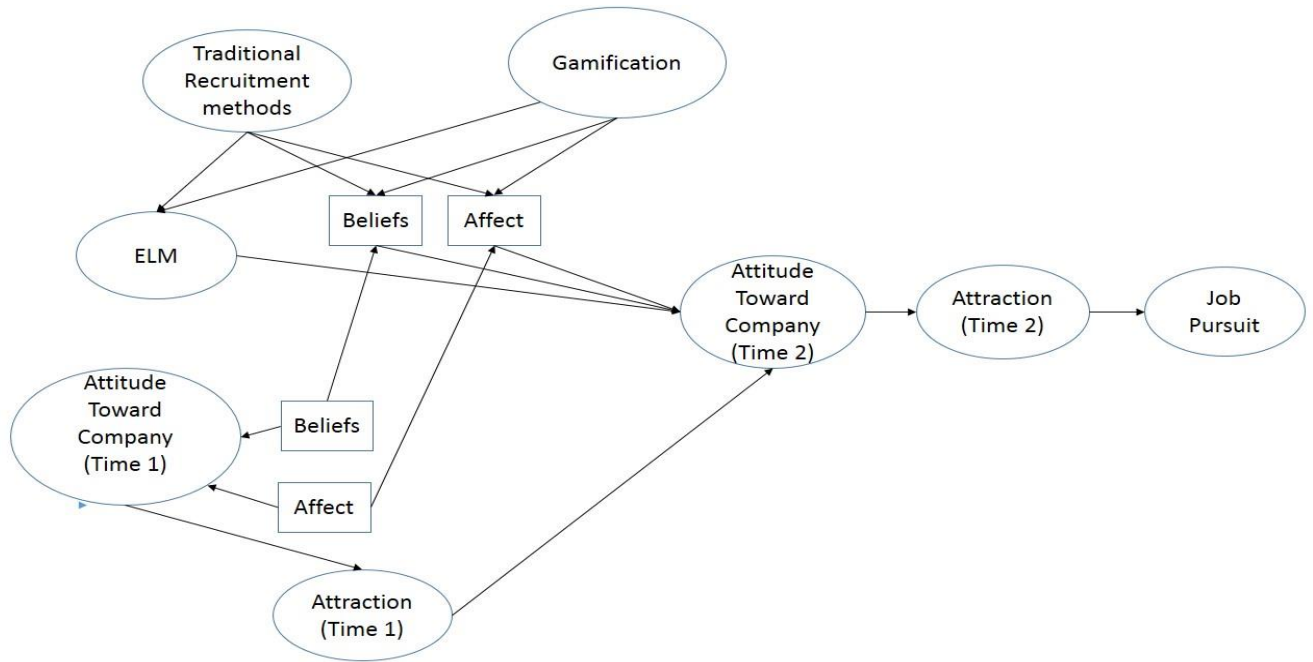 Traditional
Recruitment
methods
Gamification
Beliefs
Affect
ELM
Attitude
Toward
Company
(Time 2)
Attraction
(Time 2)
Job
Pursuit
Attitude
Toward
Company
(Time 1)
Beliefs
Affect
Attraction
(Time 1)